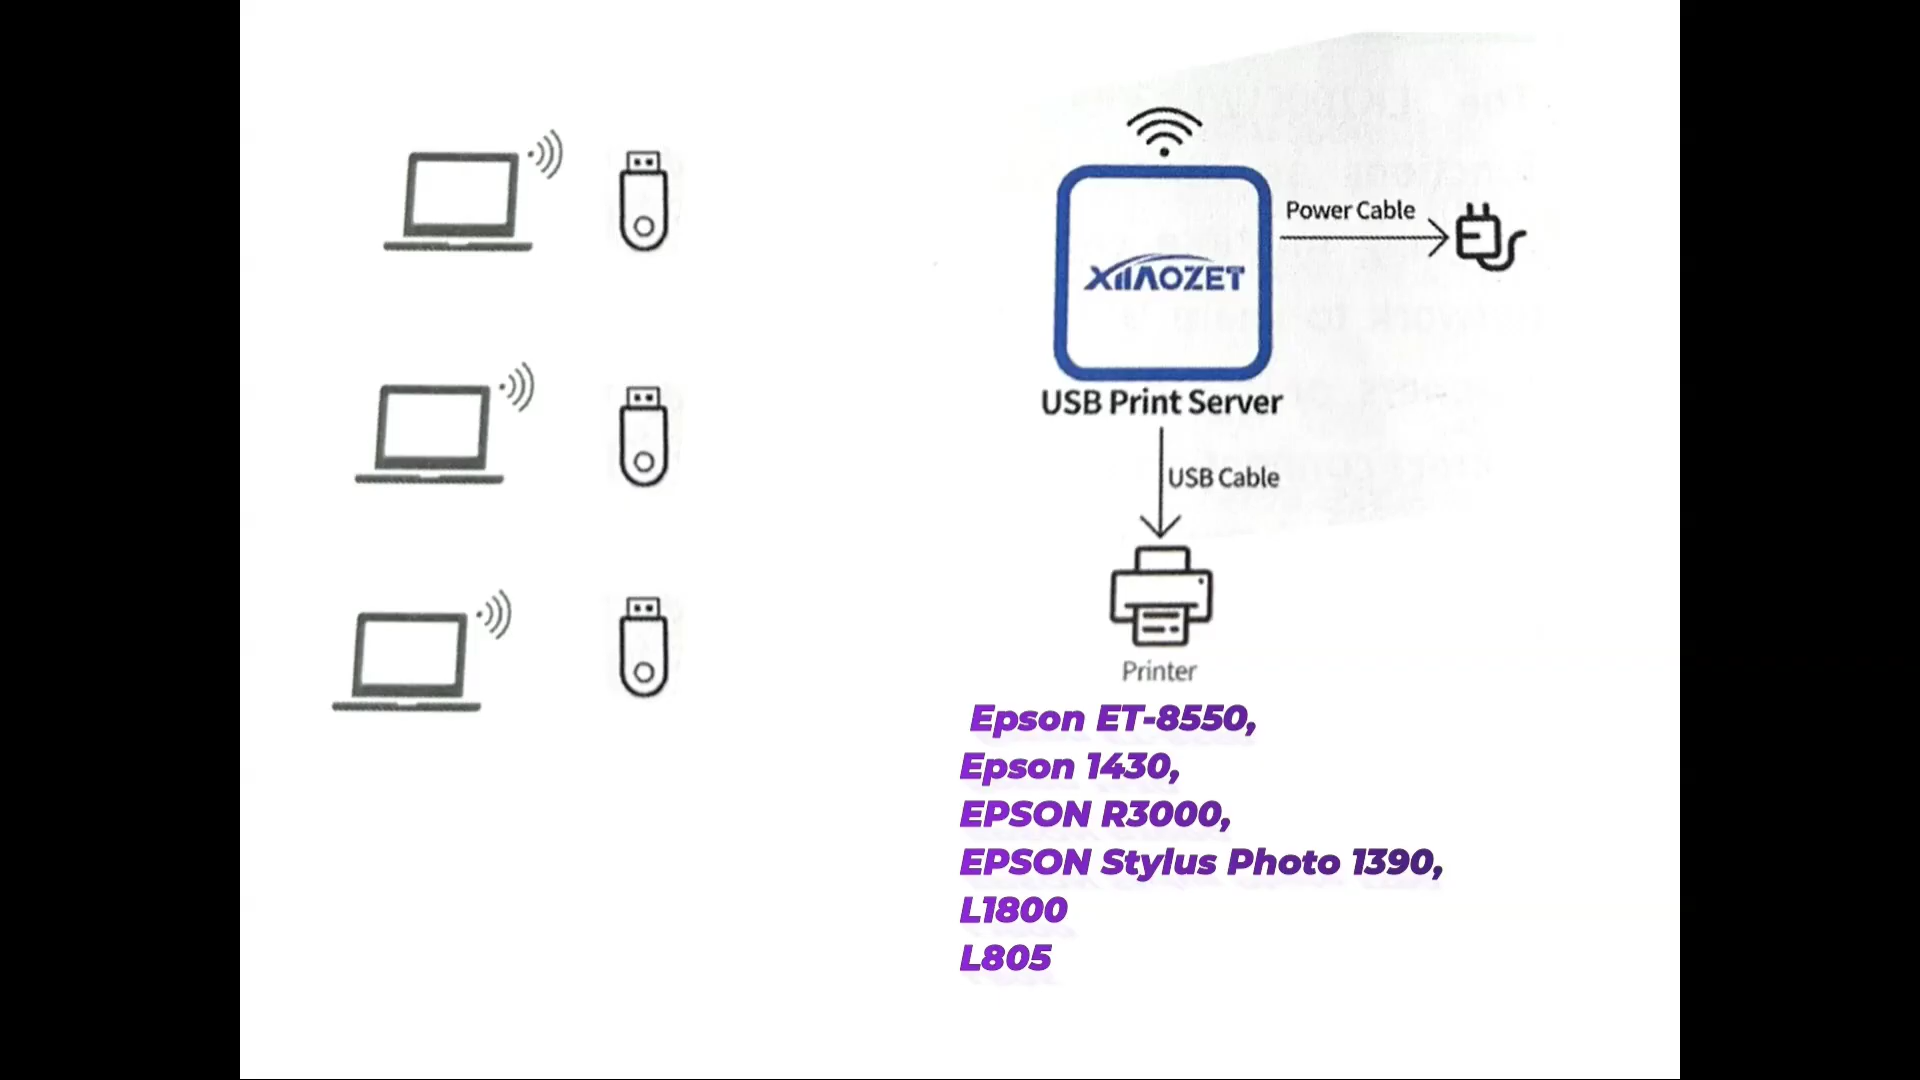 Power Cable
XIIAOZET
USB Print Server
USB Cable
Printer
Epson ET-8550,
Epson 1430,
EPSON R3000,
EPSON Stylus Photo 1390,
L1800
L805